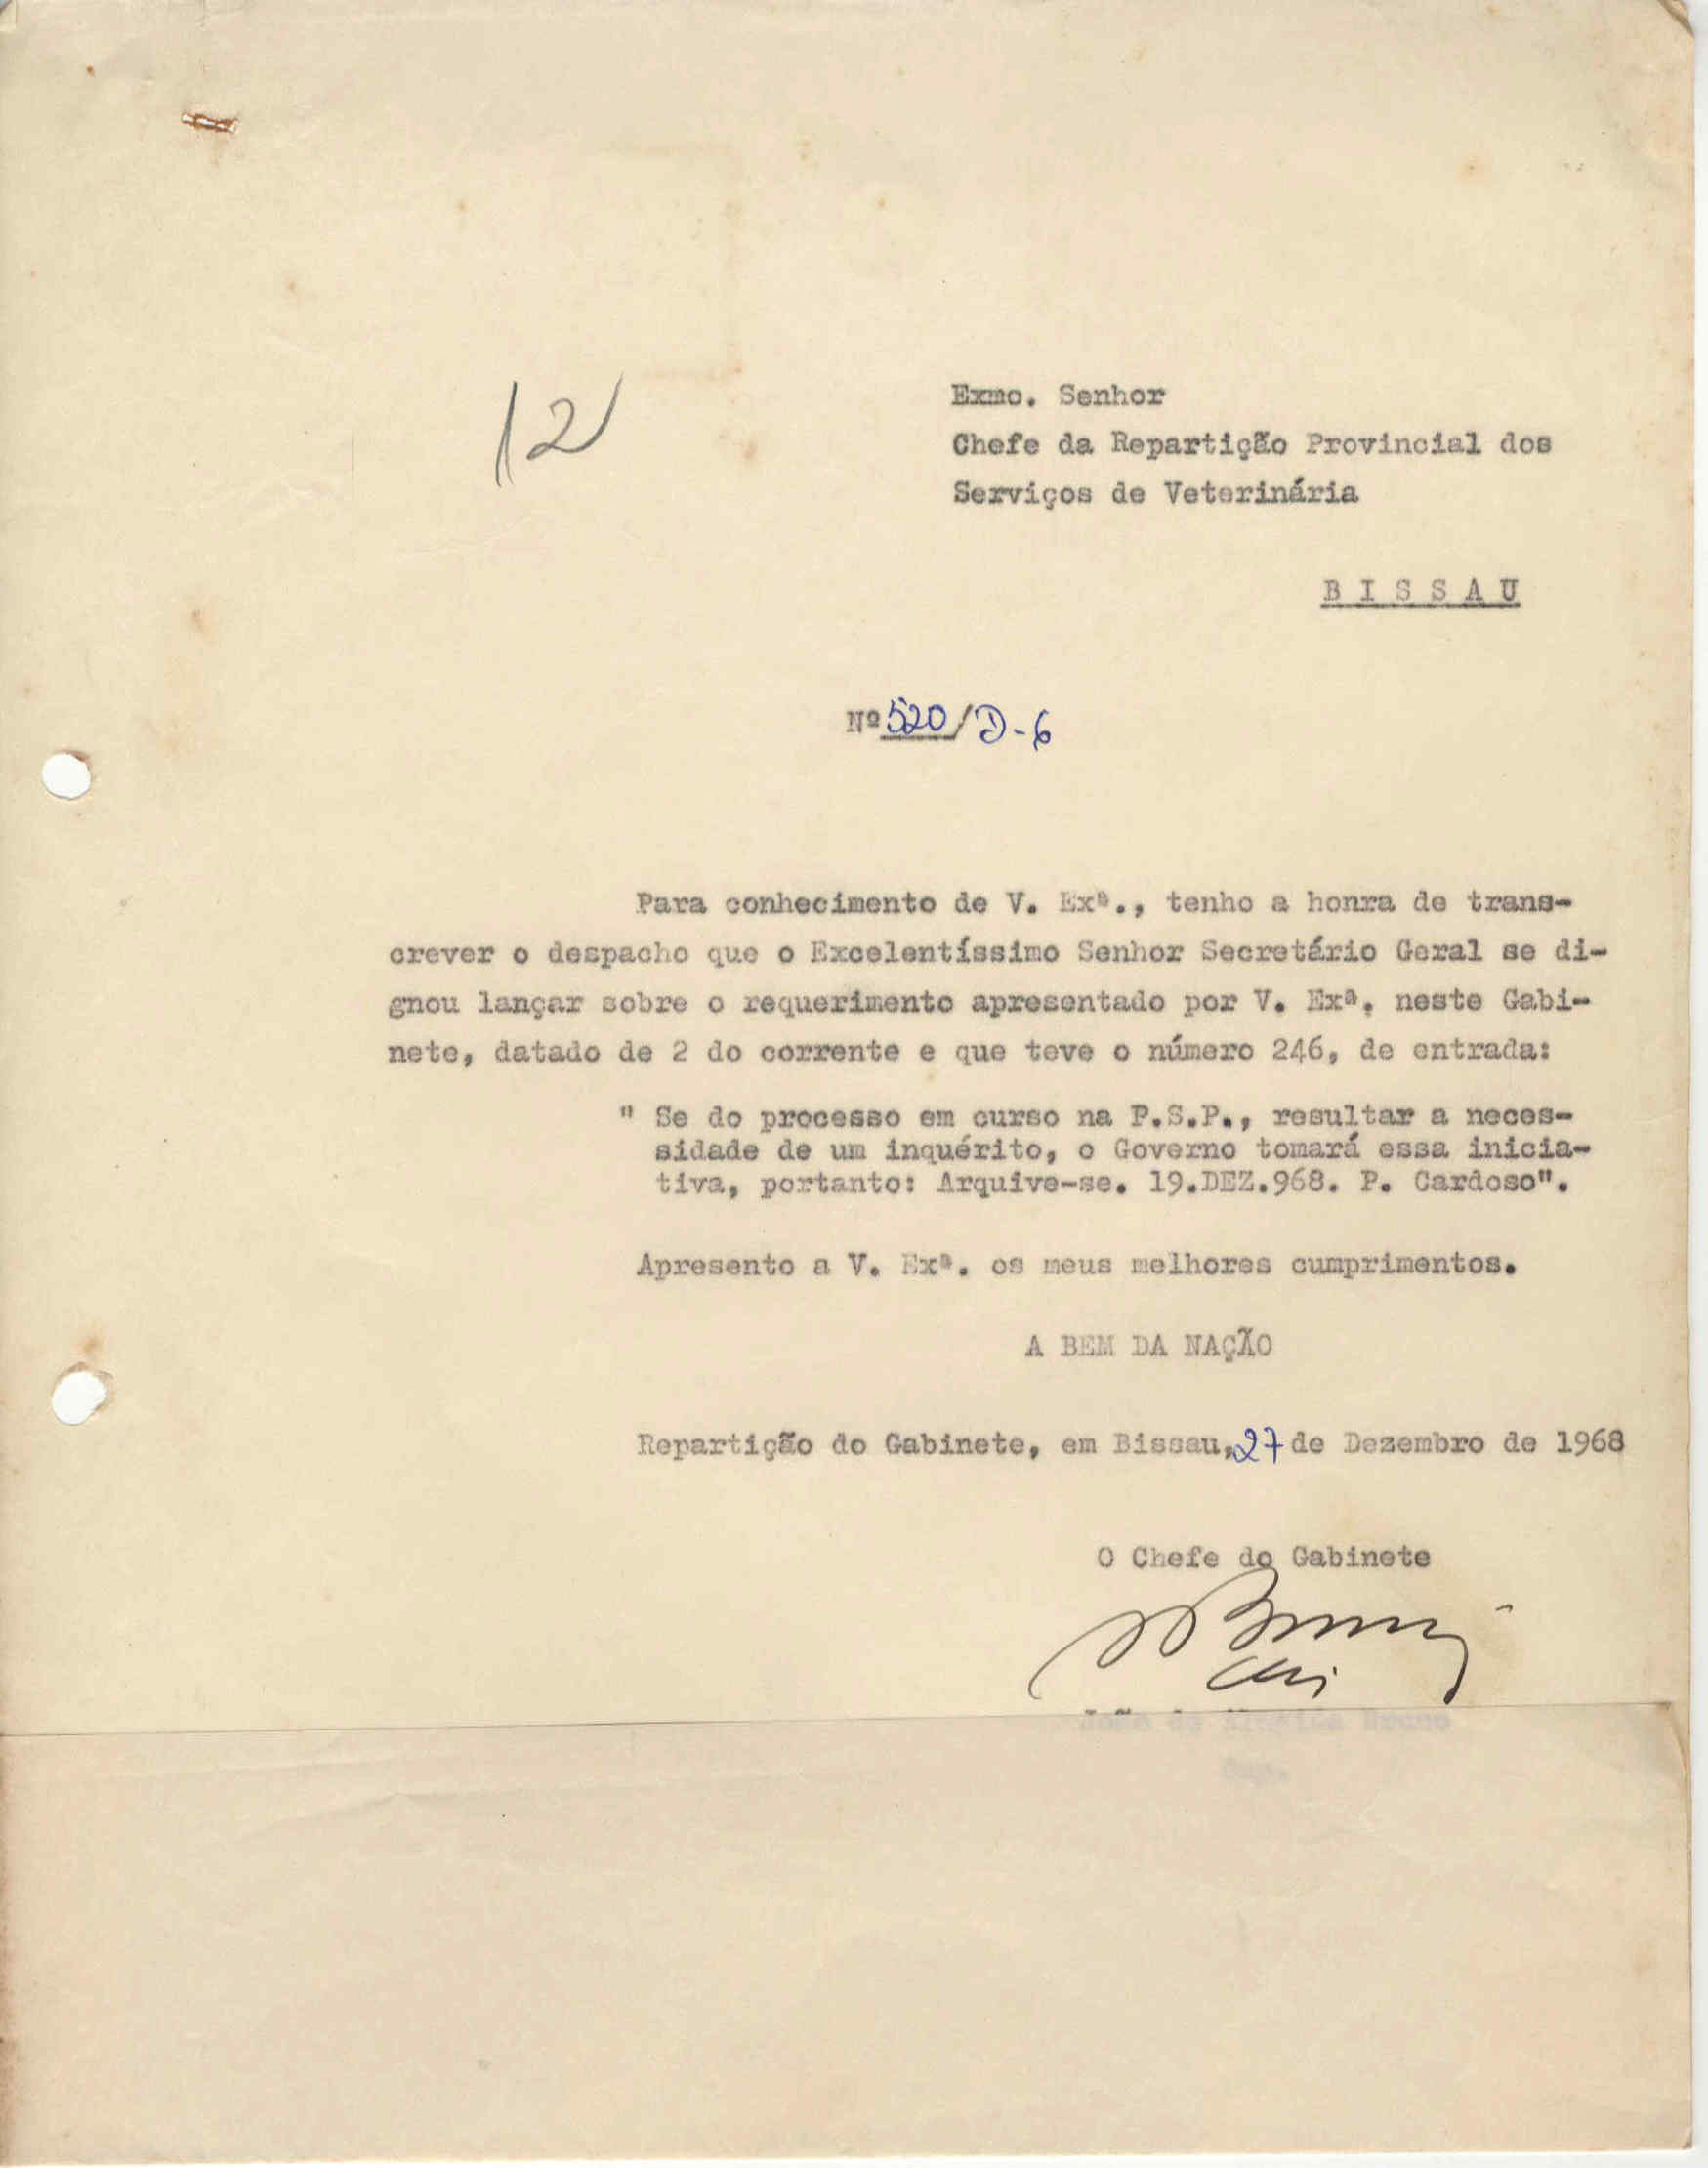 12
Exmo. Senhor
Chefe da Repartição Provincial dos
Serviços de Veterinária
B I S S A U
Nº 520/D-6
Para conhecimento de V. Exª., tenho a honra de trans-
crever o despacho que o Excelentíssimo Senhor Secretário Geral se di-
gnou lançar sobre o requerimento apresentado por V. Exª. neste Gabi-
nete, datado de 2 do corrente e que teve o número 246, de entrada:
" Se do processo em curso na P.S.P., resultar a neces-
sidade de um inquérito, o Governo tomará essa inicia-
tiva, portanto: Arquive-se. 19.DEZ.968. P. Cardoso".
Apresento a V. Exª. os meus melhores cumprimentos.
A BEM DA NAÇÃO
Repartição do Gabinete, em Bissau, 27 de Dezembro de 1968
O Chefe do Gabinete
João de Almeida Bruno